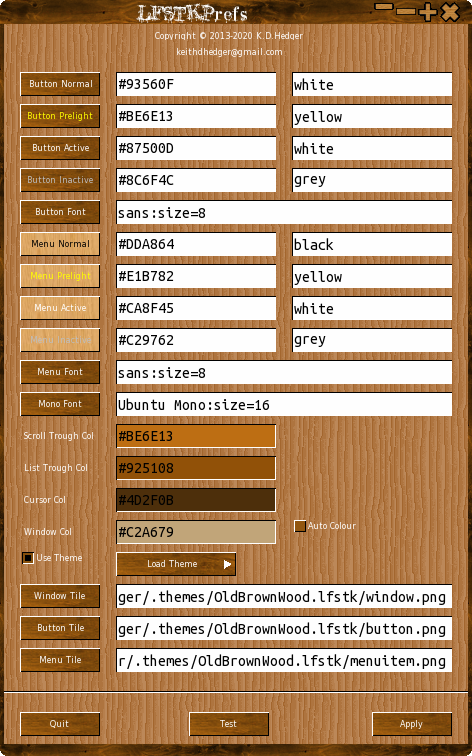 LFSTKPrefs
Copyright © 2013-2020 K.D.Hedger
keithdhedger@gmail.com
Button Normal #93560F white
Button Prelight #BE6E13 yellow
Button Active #87500D white
Button Inactive #8C6F4C grey
Button Font sans:size=8
Menu Normal #DDA864 black
Menu Prelight #E1B782 yellow
Menu Active #CA8F45 white
Menu Inactive #C29762 grey
Menu Font sans:size=8
Mono Font Ubuntu Mono:size=16
Scroll Trough Col #BE6E13
List Trough Col #925108
Cursor Col #4D2F0B
Window Col #C2A679 Auto Colour
Use Theme Load Theme
Window Tile ger/.themes/OldBrownWood.lfstk/window.png
Button Tile ger/.themes/OldBrownWood.lfstk/button.png
Menu Tile r/.themes/OldBrownWood.lfstk/menuitem.png
Quit Test Apply